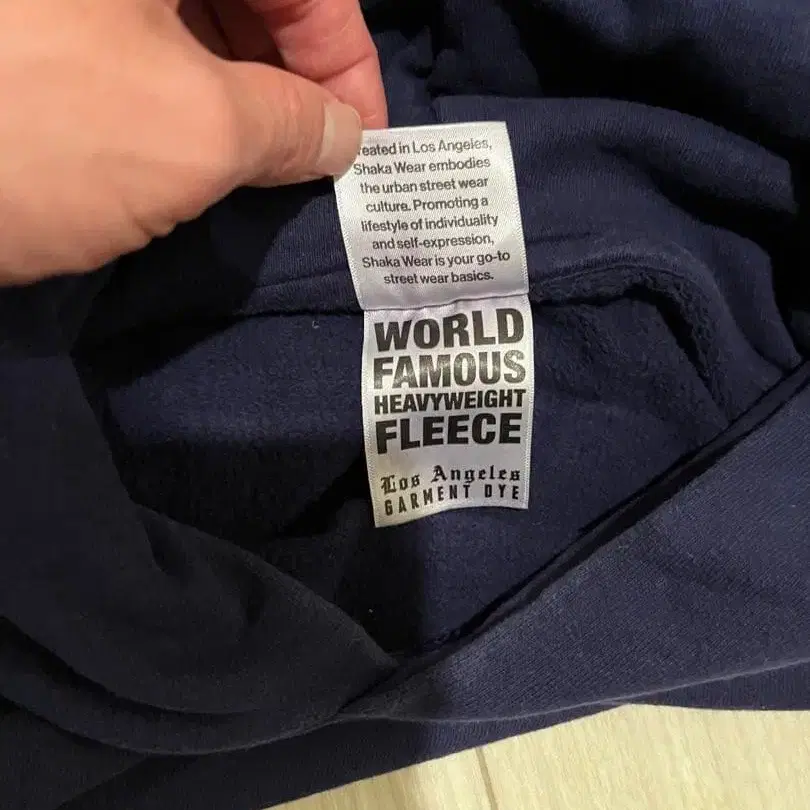 eated in Los Angeles,
Shaka Wear embodies
the urban street wear
culture. Promoting a
lifestyle of individuality
and self-expression,
Shaka Wear is your go-to
street wear basics.
WORLD
FAMOUS
HEAVYWEIGHT
FLEECE
Los Angeles
GARMENT DYE